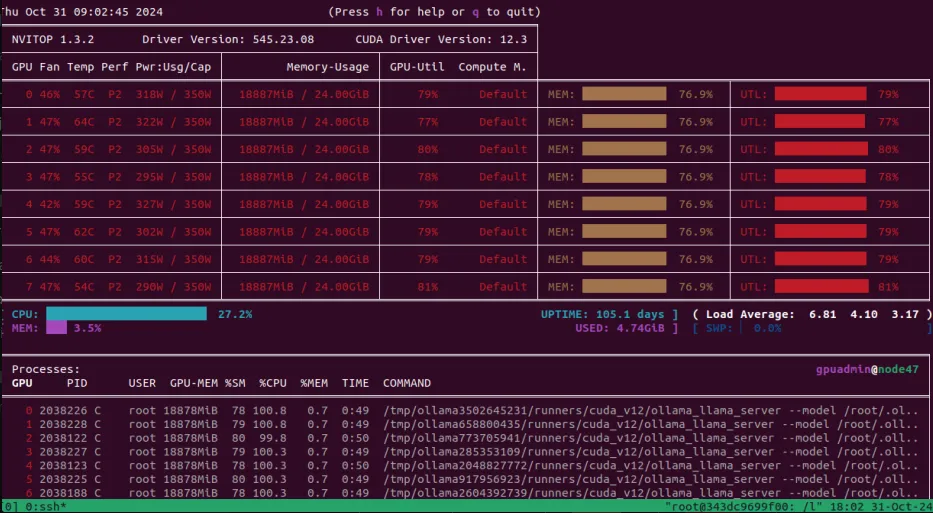 Thu Oct 31 09:02:45 2024 (Press h for help or q to quit)
NVITOP 1.3.2 Driver Version: 545.23.08 CUDA Driver Version: 12.3
GPU Fan Temp Perf Pwr:Usg/Cap Memory-Usage GPU-Util Compute M.
0 46% 57C P2 318W / 350W 18887MiB / 24.00GiB 79% Default MEM: 76.9% UTL: 79%
1 47% 64C P2 322W / 350W 18887MiB / 24.00GiB 77% Default MEM: 76.9% UTL: 77%
2 47% 59C P2 305W / 350W 18887MiB / 24.00GiB 80% Default MEM: 76.9% UTL: 80%
3 47% 55C P2 295W / 350W 18887MiB / 24.00GiB 78% Default MEM: 76.9% UTL: 78%
4 42% 59C P2 327W / 350W 18887MiB / 24.00GiB 79% Default MEM: 76.9% UTL: 79%
5 47% 62C P2 302W / 350W 18887MiB / 24.00GiB 79% Default MEM: 76.9% UTL: 79%
6 44% 60C P2 315W / 350W 18887MiB / 24.00GiB 79% Default MEM: 76.9% UTL: 79%
7 47% 54C P2 290W / 350W 18887MiB / 24.00GiB 81% Default MEM: 76.9% UTL: 81%
[ CPU: 27.2% UPTIME: 105.1 days ] ( Load Average: 6.81 4.10 3.17 )
[ MEM: 3.5% USED: 4.74GiB ] [ SWP: 0.0% ]
Processes: gpuadmin@node47
GPU PID USER GPU-MEM %SM %CPU %MEM TIME COMMAND
0 2038226 C root 18878MiB 78 100.8 0.7 0:49 /tmp/ollama3502645231/runners/cuda_v12/ollama_llama_server --model /root/.ol..
1 2038228 C root 18878MiB 79 100.8 0.7 0:49 /tmp/ollama658800435/runners/cuda_v12/ollama_llama_server --model /root/.oll..
2 2038122 C root 18878MiB 80 99.8 0.7 0:50 /tmp/ollama773705941/runners/cuda_v12/ollama_llama_server --model /root/.oll..
3 2038227 C root 18878MiB 79 100.3 0.7 0:49 /tmp/ollama285353109/runners/cuda_v12/ollama_llama_server --model /root/.oll..
4 2038123 C root 18878MiB 78 100.3 0.7 0:50 /tmp/ollama2048827772/runners/cuda_v12/ollama_llama_server --model /root/.ol..
5 2038225 C root 18878MiB 80 100.3 0.7 0:49 /tmp/ollama917956923/runners/cuda_v12/ollama_llama_server --model /root/.oll..
6 2038188 C root 18878MiB 78 100.3 0.7 0:49 /tmp/ollama2604392739/runners/cuda_v12/ollama_llama_server --model /root/.ol..
[0] 0:ssh* "root@343dc9699f00: /l" 18:02 31-Oct-24